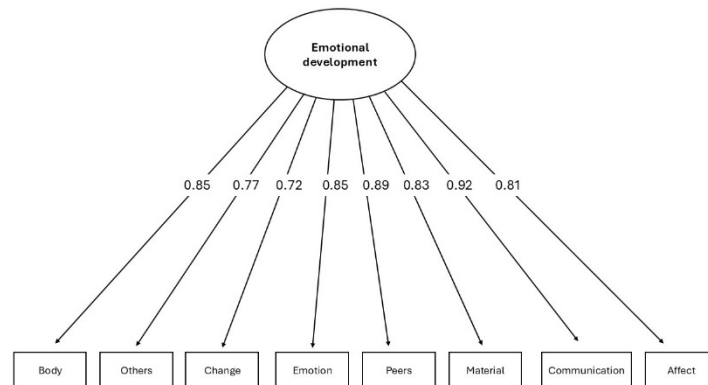 Emotional
development
0.85 0.77 0.72 0.85 0.89 0.83 0.92 0.81
Body Others Change Emotion Peers Material Communication Affect